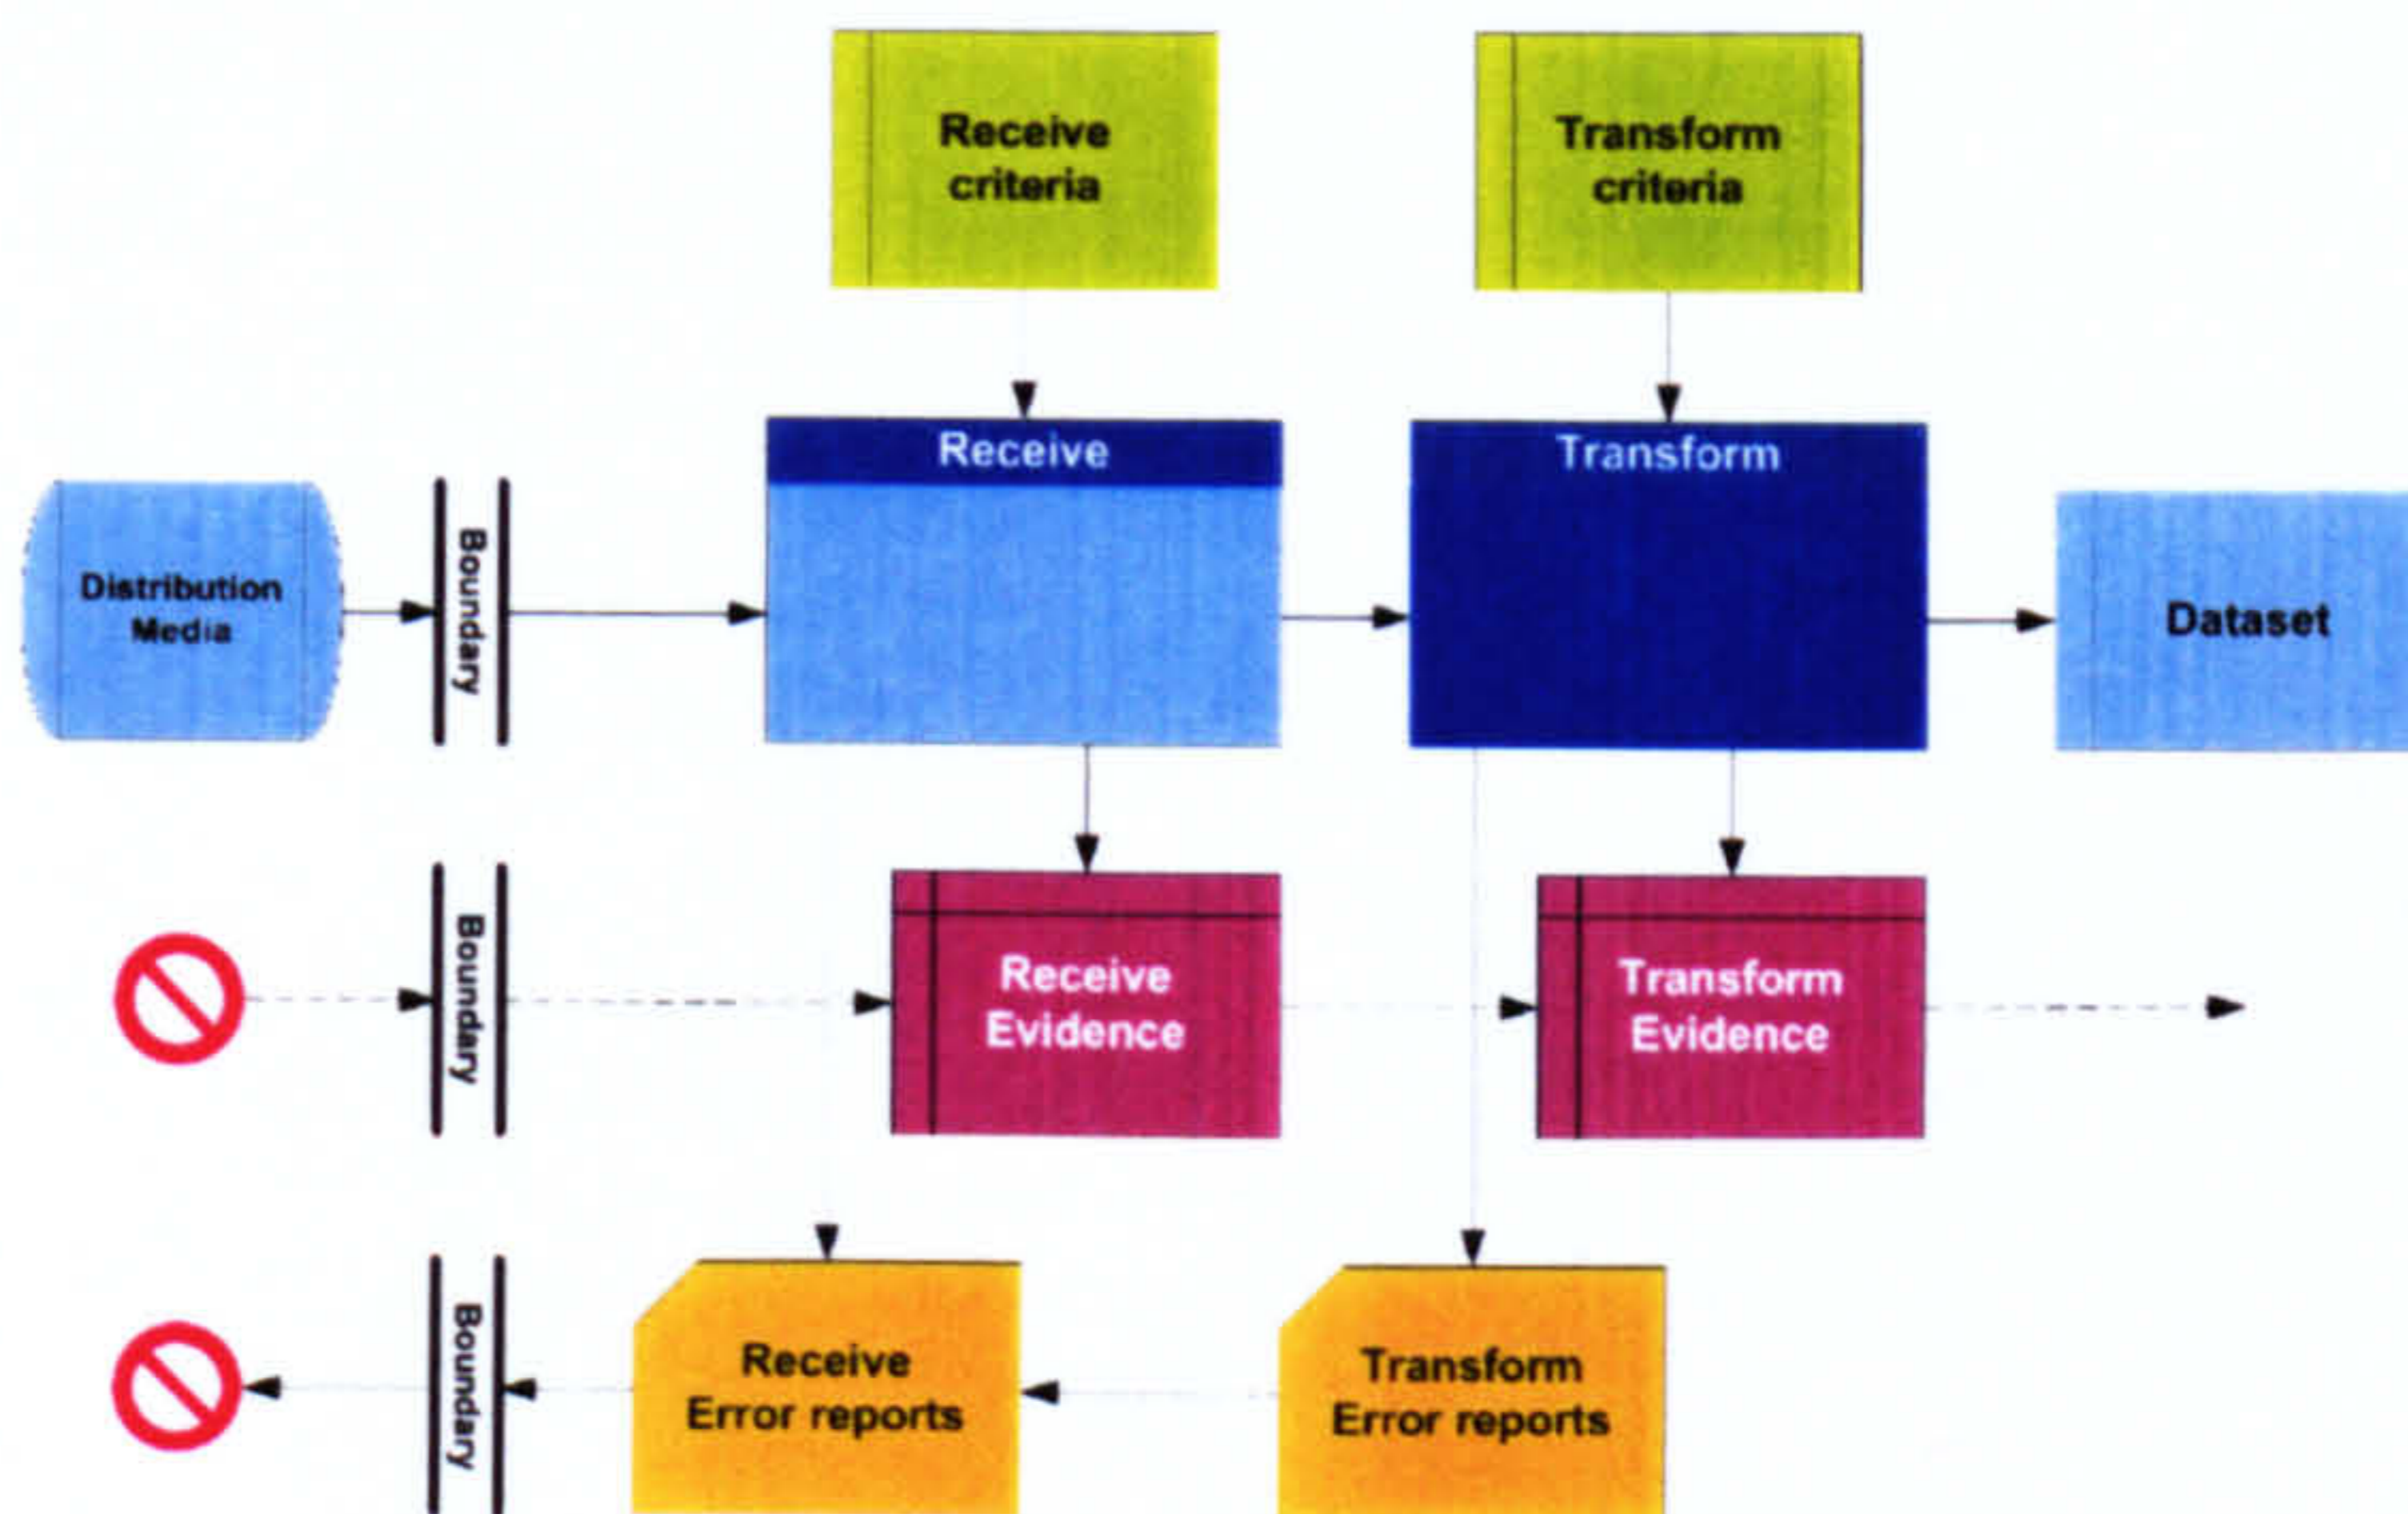 Receive
criteria
Transform
criteria
Receive
Transform
Distribution
Media
Boundary
Dataset
Boundary
Receive
Evidence
Transform
Evidence
Boundary
Receive
Error reports
Transform
Error reports